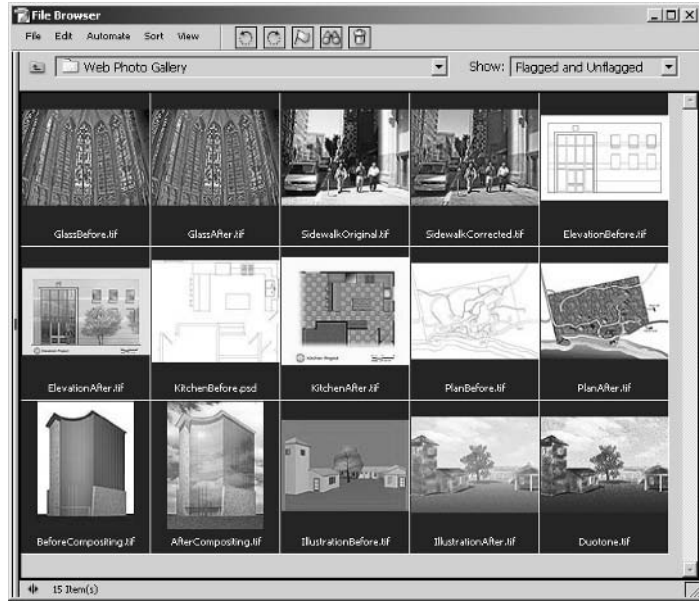 File Browser
File Edit Automate Sort View
Web Photo Gallery
Show: Flagged and Unflagged
GlassBefore.tif
GlassAfter.tif
SidewalkOriginal.tif
SidewalkCorrected.tif
ElevationBefore.tif
ElevationAfter.tif
KitchenBefore.psd
KitchenAfter.tif
PlanBefore.tif
PlanAfter.tif
BeforeCompositing.tif
AfterCompositing.tif
IllustrationBefore.tif
IllustrationAfter.tif
Duotone.tif
15 Item(s)